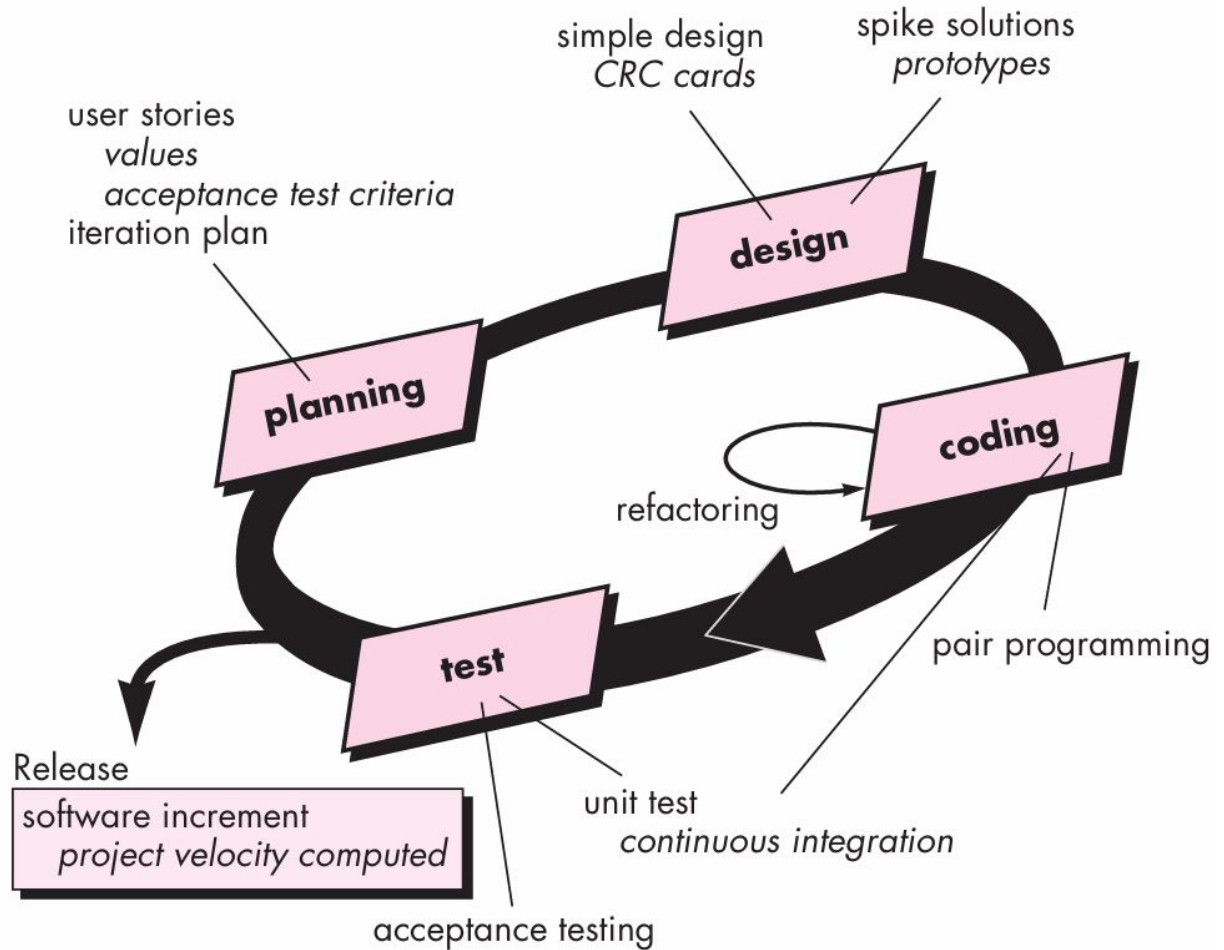 simple design
CRC cards
spike solutions
prototypes
user stories
values
acceptance test criteria
iteration plan
design
planning
coding
refactoring
test
pair programming
Release
software increment
project velocity computed
unit test
continuous integration
acceptance testing